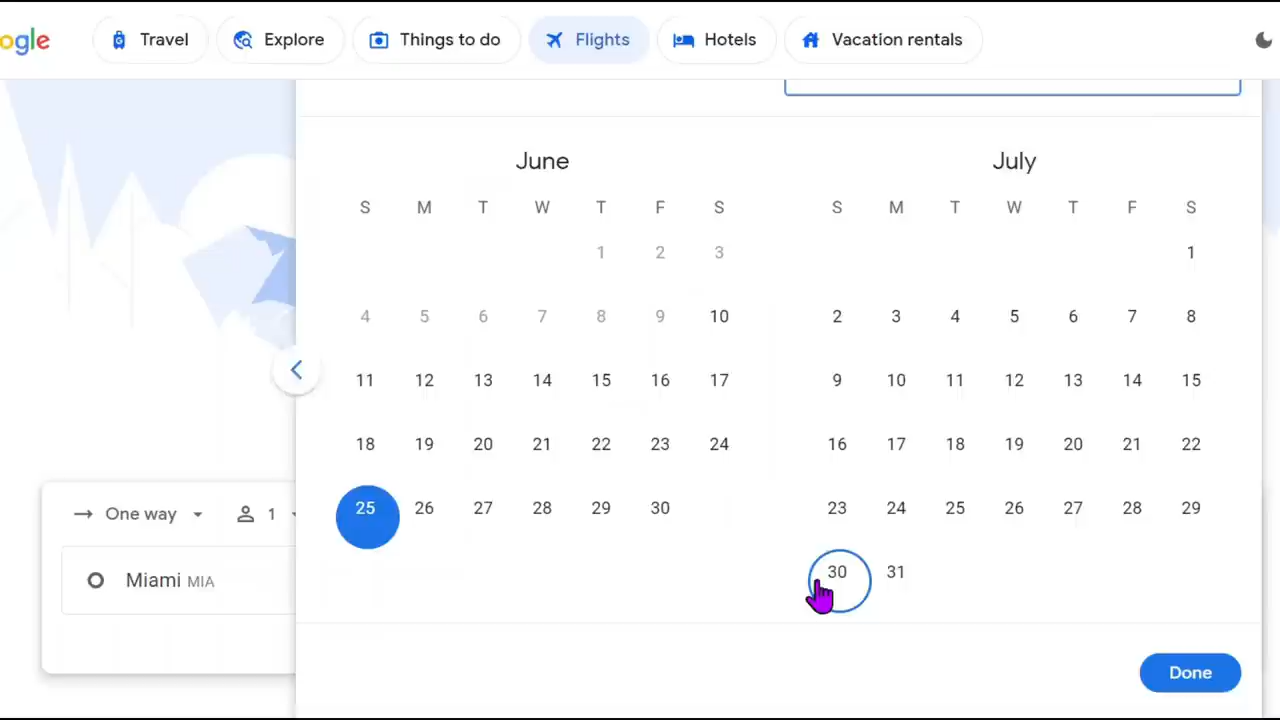 ogle Travel Explore Things to do Flights Hotels Vacation rentals
June
S M T W T F S
1 2 3
4 5 6 7 8 9 10
11 12 13 14 15 16 17
18 19 20 21 22 23 24
25 26 27 28 29 30
July
S M T W T F S
1
2 3 4 5 6 7 8
9 10 11 12 13 14 15
16 17 18 19 20 21 22
23 24 25 26 27 28 29
30 31
One way 1
Miami MIA
Done